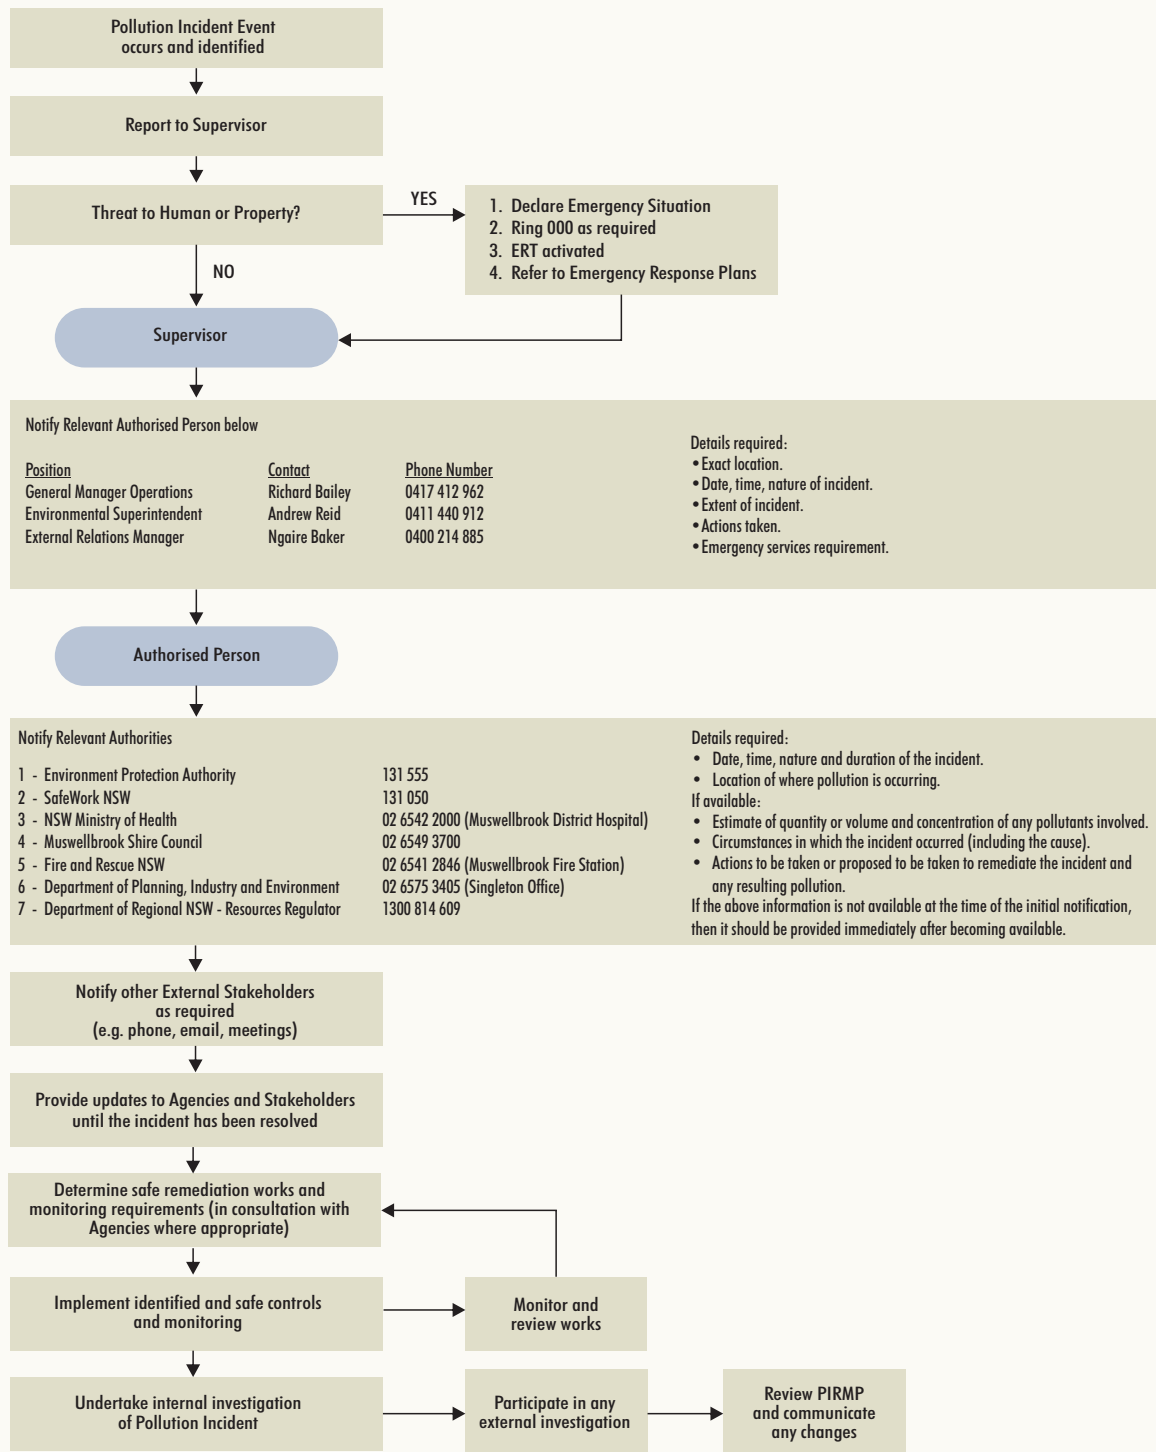 Pollution Incident Event
occurs and identified
Report to Supervisor
Threat to Human or Property?
YES
1. Declare Emergency Situation
2. Ring 000 as required
3. ERT activated
4. Refer to Emergency Response Plans
NO
Supervisor
Notify Relevant Authorised Person below
Position Contact Phone Number
General Manager Operations Richard Bailey 0417 412 962
Environmental Superintendent Andrew Reid 0411 440 912
External Relations Manager Ngaire Baker 0400 214 885
Details required:
• Exact location.
• Date, time, nature of incident.
• Extent of incident.
• Actions taken.
• Emergency services requirement.
Authorised Person
Notify Relevant Authorities
1 - Environment Protection Authority 131 555
2 - SafeWork NSW 131 050
3 - NSW Ministry of Health 02 6542 2000 (Muswellbrook District Hospital)
4 - Muswellbrook Shire Council 02 6549 3700
5 - Fire and Rescue NSW 02 6541 2846 (Muswellbrook Fire Station)
6 - Department of Planning, Industry and Environment 02 6575 3405 (Singleton Office)
7 - Department of Regional NSW - Resources Regulator 1300 814 609
Details required:
• Date, time, nature and duration of the incident.
• Location of where pollution is occurring.
If available:
• Estimate of quantity or volume and concentration of any pollutants involved.
• Circumstances in which the incident occurred (including the cause).
• Actions to be taken or proposed to be taken to remediate the incident and
any resulting pollution.
If the above information is not available at the time of the initial notification,
then it should be provided immediately after becoming available.
Notify other External Stakeholders
as required
(e.g. phone, email, meetings)
Provide updates to Agencies and Stakeholders
until the incident has been resolved
Determine safe remediation works and
monitoring requirements (in consultation with
Agencies where appropriate)
Implement identified and safe controls
and monitoring
Monitor and
review works
Undertake internal investigation
of Pollution Incident
Participate in any
external investigation
Review PIRMP
and communicate
any changes